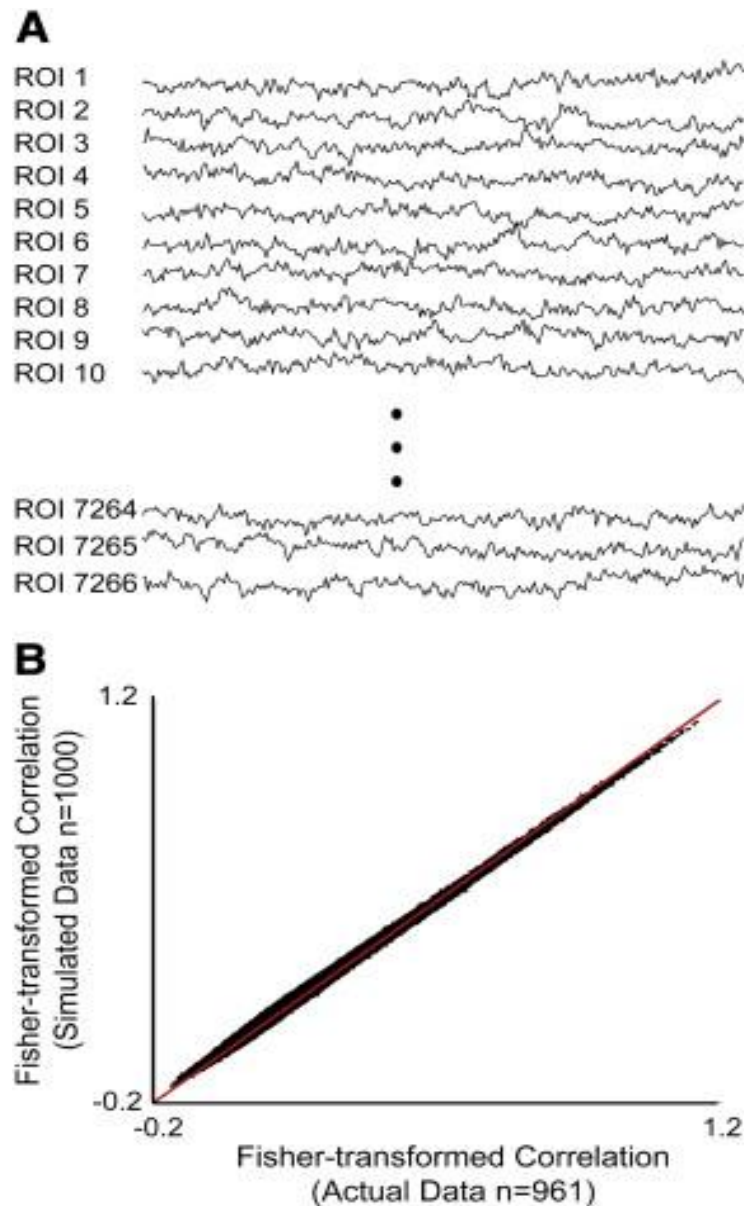 A
ROI 1
ROI 2
ROI 3
ROI 4
ROI 5
ROI 6
ROI 7
ROI 8
ROI 9
ROI 10
ROI 7264
ROI 7265
ROI 7266
B
1.2
Fisher-transformed Correlation
(Simulated Data n=1000)
-0.2
-0.2
1.2
Fisher-transformed Correlation
(Actual Data n=961)